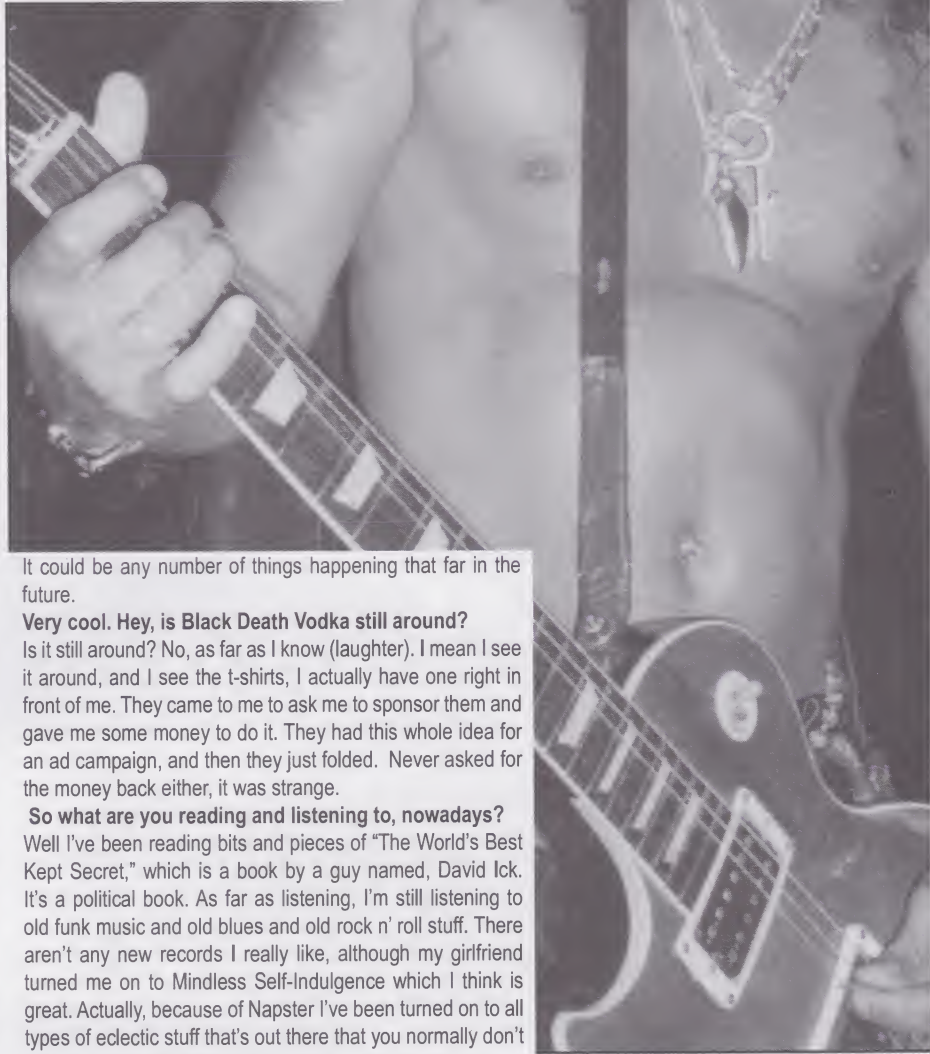 It could be any number of things happening that far in the
future.
Very cool. Hey, is Black Death Vodka still around?
Is it still around? No, as far as I know (laughter). I mean I see
it around, and I see the t-shirts, I actually have one right in
front of me. They came to me to ask me to sponsor them and
gave me some money to do it. They had this whole idea for
an ad campaign, and then they just folded. Never asked for
the money back either, it was strange.
So what are you reading and listening to, nowadays?
Well I've been reading bits and pieces of “The World's Best
Kept Secret,” which is a book by a guy named, David Ick.
It's a political book. As far as listening, I'm still listening to
old funk music and old blues and old rock n' roll stuff. There
aren't any new records I really like, although my girlfriend
turned me on to Mindless Self-Indulgence which I think is
great. Actually, because of Napster I've been turned on to all
types of eclectic stuff that's out there that you normally don't